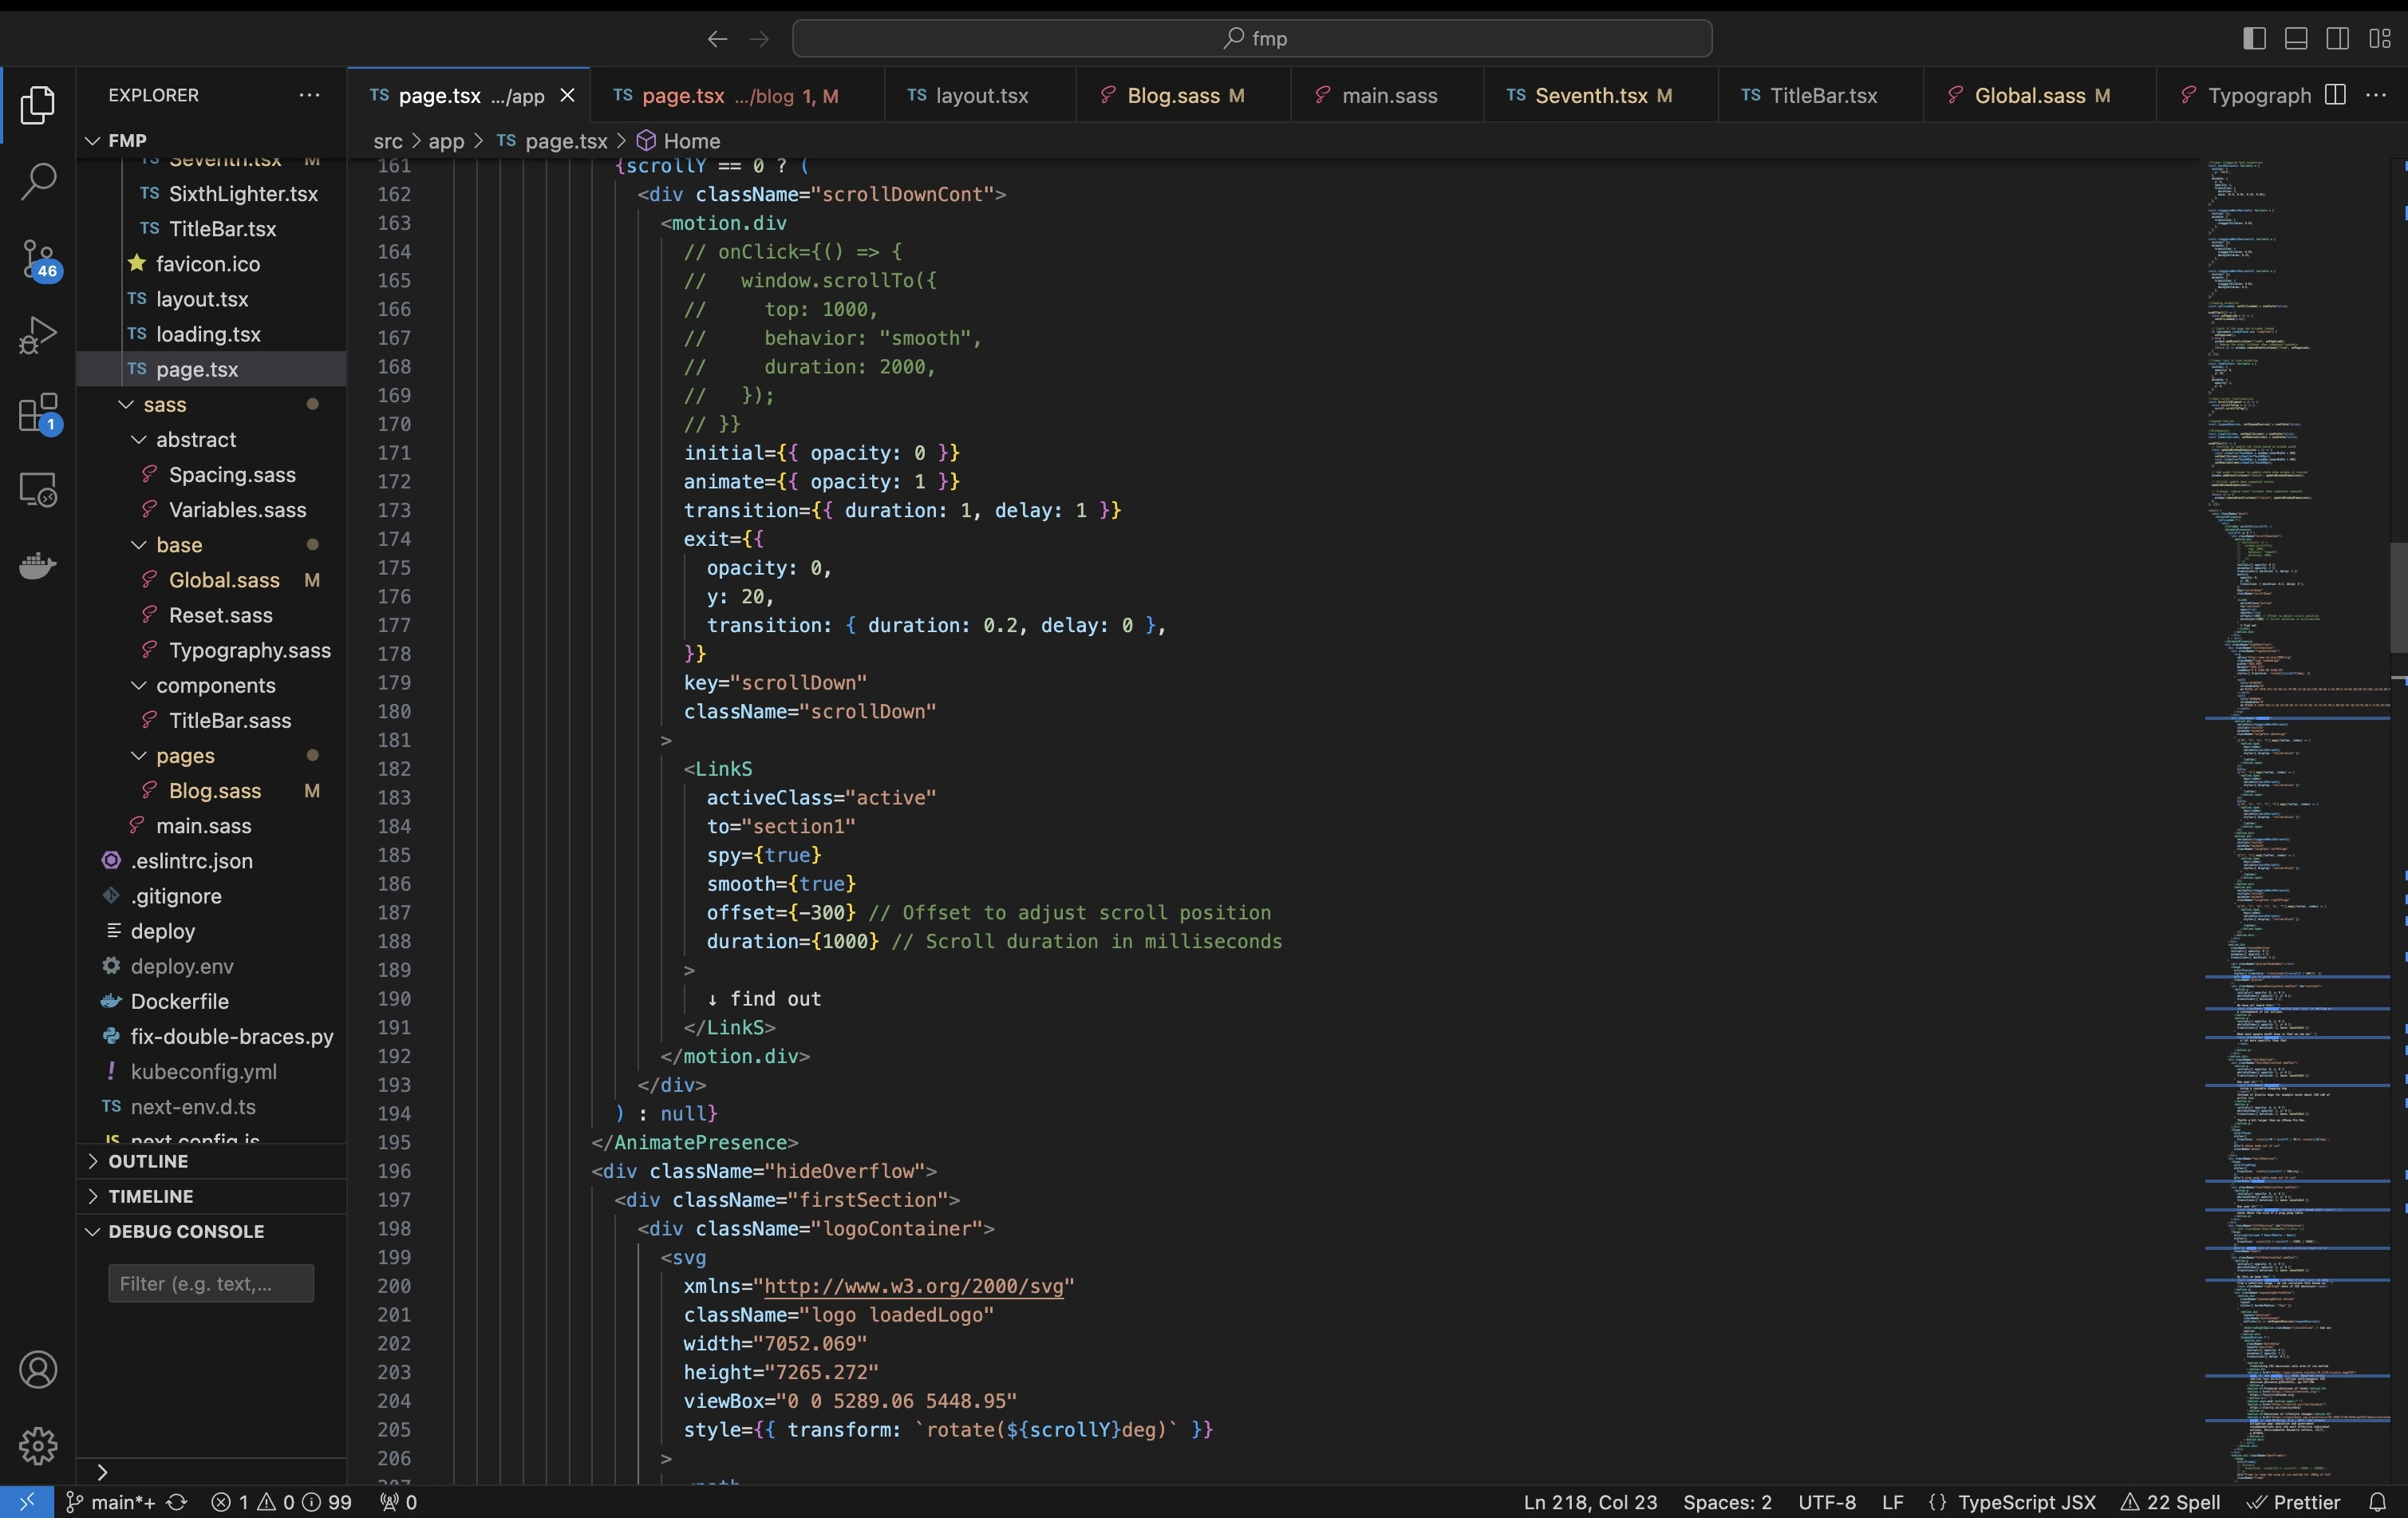 fmp
EXPLORER
FMP
Seventh.tsx M
SixthLighter.tsx
TitleBar.tsx
favicon.ico
layout.tsx
loading.tsx
page.tsx
sass
abstract
Spacing.sass
Variables.sass
base
Global.sass M
Reset.sass
Typography.sass
components
TitleBar.sass
pages
Blog.sass M
main.sass
.eslintrc.json
.gitignore
deploy
deploy.env
Dockerfile
fix-double-braces.py
kubeconfig.yml
next-env.d.ts
next.config.js
OUTLINE
TIMELINE
DEBUG CONSOLE
Filter (e.g. text,...
46
1
TS page.tsx .../app
TS page.tsx .../blog 1, M
TS layout.tsx
Blog.sass M
main.sass
TS Seventh.tsx M
TS TitleBar.tsx
Global.sass M
Typograph
src > app > TS page.tsx > Home
161 {scrollY == 0 ? (
162 <div className="scrollDownCont">
163 <motion.div
164 // onClick={() => {
165 //   window.scrollTo({
166 //     top: 1000,
167 //     behavior: "smooth",
168 //     duration: 2000,
169 //   });
170 // }}
171 initial={{ opacity: 0 }}
172 animate={{ opacity: 1 }}
173 transition={{ duration: 1, delay: 1 }}
174 exit={{
175 opacity: 0,
176 y: 20,
177 transition: { duration: 0.2, delay: 0 },
178 }}
179 key="scrollDown"
180 className="scrollDown"
181 >
182 <LinkS
183 activeClass="active"
184 to="section1"
185 spy={true}
186 smooth={true}
187 offset={-300} // Offset to adjust scroll position
188 duration={1000} // Scroll duration in milliseconds
189 >
190 ↓ find out
191 </LinkS>
192 </motion.div>
193 </div>
194 ) : null}
195 </AnimatePresence>
196 <div className="hideOverflow">
197 <div className="firstSection">
198 <div className="logoContainer">
199 <svg
200 xmlns="http://www.w3.org/2000/svg"
201 className="logo loadedLogo"
202 width="7052.069"
203 height="7265.272"
204 viewBox="0 0 5289.06 5448.95"
205 style={{ transform: `rotate(${scrollY}deg)` }}
206 >
207 <path
main*+ 1 0 99 0
Ln 218, Col 23 Spaces: 2 UTF-8 LF {} TypeScript JSX 22 Spell Prettier